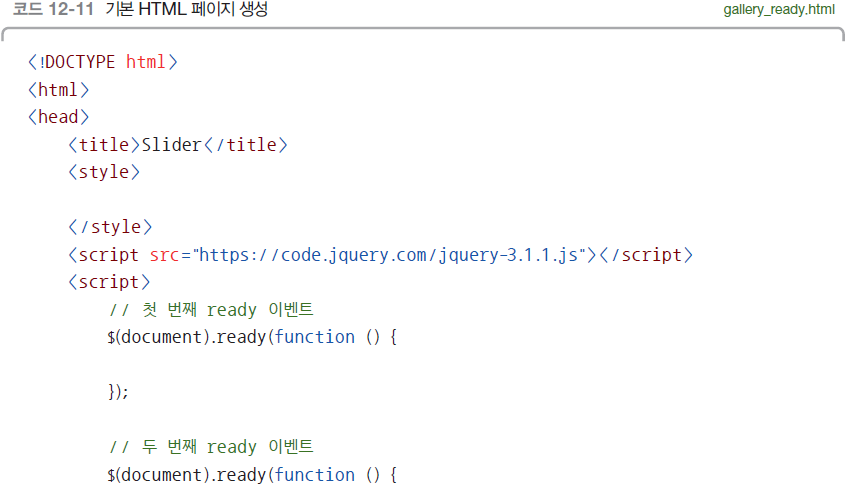 코드 12-11 기본 HTML 페이지 생성
gallery_ready.html
<!DOCTYPE html>
<html>
<head>
<title>Slider</title>
<style>
</style>
<script src="https://code.jquery.com/jquery-3.1.1.js"></script>
<script>
// 첫 번째 ready 이벤트
$(document).ready(function () {
});
// 두 번째 ready 이벤트
$(document).ready(function () {